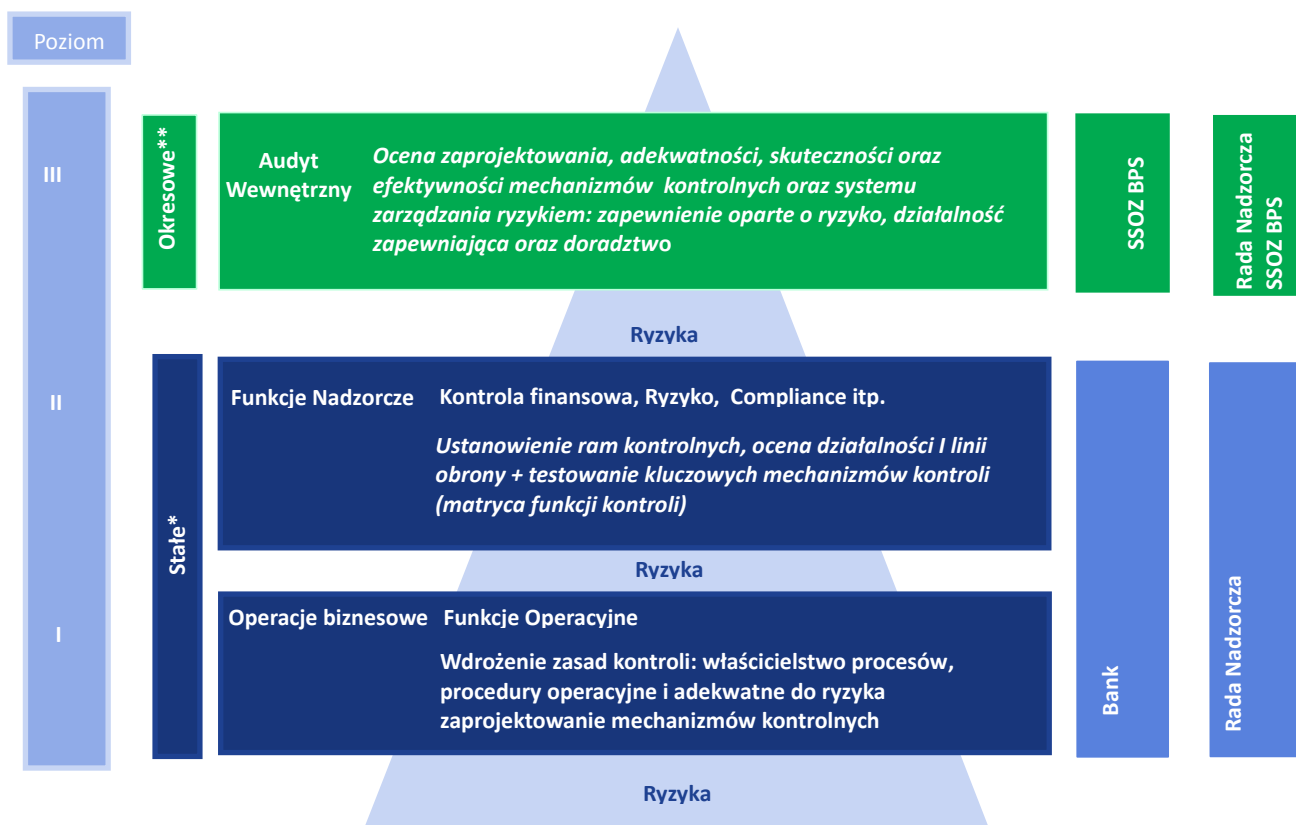 Poziom
III
Okresowe**
Audyt
Wewnętrzny
Ocena zaprojektowania, adekwatności, skuteczności oraz
efektywności mechanizmów kontrolnych oraz systemu
zarządzania ryzykiem: zapewnienie oparte o ryzyko, działalność
zapewniająca oraz doradztwo
SSOZ BPS
Rada Nadzorcza
SSOZ BPS
Ryzyka
II
Stałe*
Funkcje Nadzorcze
Kontrola finansowa, Ryzyko, Compliance itp.
Ustanowienie ram kontrolnych, ocena działalności I linii
obrony + testowanie kluczowych mechanizmów kontroli
(matryca funkcji kontroli)
Ryzyka
I
Operacje biznesowe
Funkcje Operacyjne
Wdrożenie zasad kontroli: właścicielstwo procesów,
procedury operacyjne i adekwatne do ryzyka
zaprojektowanie mechanizmów kontrolnych
Bank
Rada Nadzorcza
Ryzyka